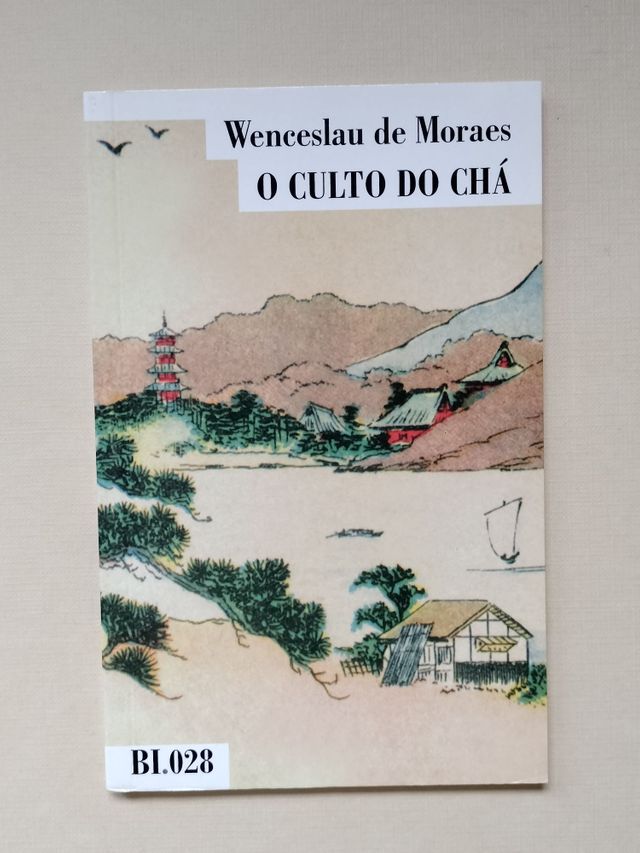 Wenceslau de Moraes
O CULTO DO CHÁ
BI.028